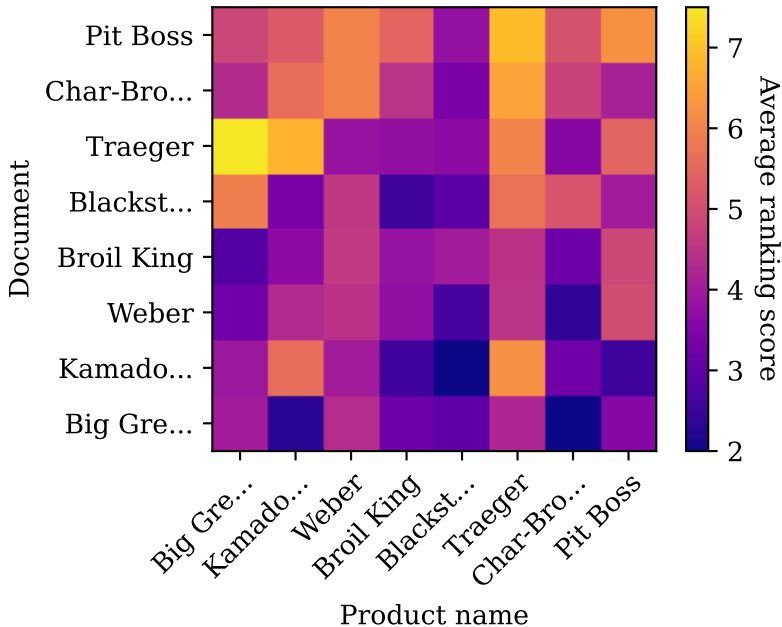 Pit Boss
Char-Bro...
Traeger
Blackst...
Broil King
Weber
Kamado...
Big Gre...
Document
Big Gre...
Kamado...
Weber
Broil King
Blackst...
Traeger
Char-Bro...
Pit Boss
Product name
7
6
5
4
3
2
Average ranking score